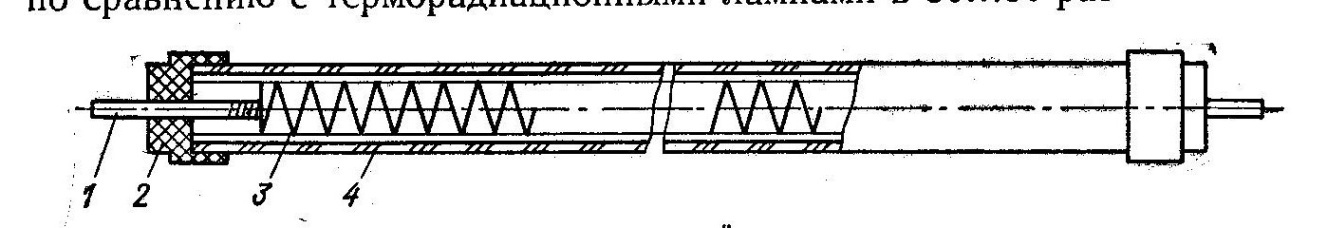 по сравнению с терморадиационными лампами в
1 2 3 4